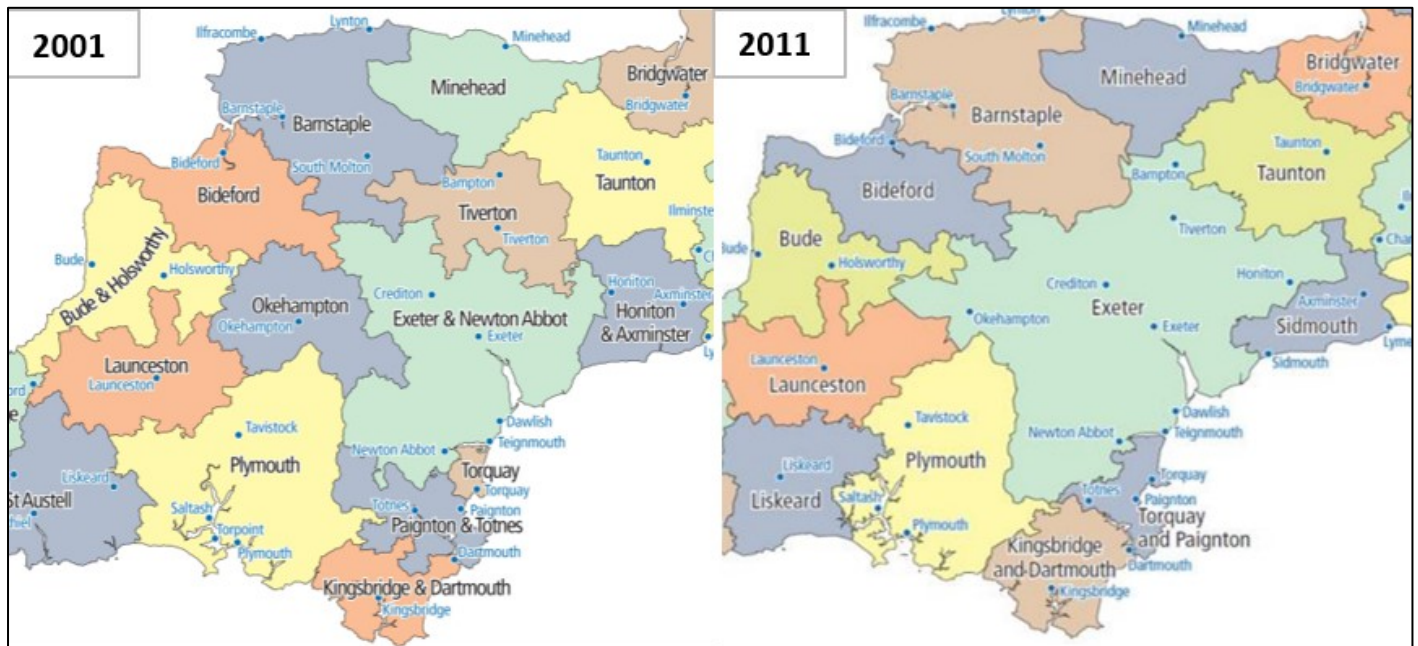 2001
Lynton
Ilfracombe
Minehead
Minehead
Bridgwater
Bridgwater
Barnstaple
Barnstaple
Bideford
South Molton
Taunton
Taunton
Bideford
Bampton
Tiverton
Tiverton
Ilminster
Bude
Bude & Holsworthy
Holsworthy
Okehampton
Okehampton
Crediton
Exeter & Newton Abbot
Exeter
Honiton
Axminster
Honiton
& Axminster
Launceston
Launceston
Tavistock
Plymouth
Dawlish
Newton Abbot
Teignmouth
Torquay
Torquay
Liskeard
St Austell
Saltash
Torpoint
Plymouth
Totnes
Paignton
Paignton & Totnes
Dartmouth
Kingsbridge & Dartmouth
Kingsbridge
2011
Lynton
Ilfracombe
Minehead
Minehead
Bridgwater
Bridgwater
Barnstaple
Barnstaple
Bideford
South Molton
Taunton
Taunton
Bideford
Bampton
Tiverton
Bude
Bude
Holsworthy
Crediton
Exeter
Exeter
Honiton
Axminster
Sidmouth
Sidmouth
Okehampton
Launceston
Launceston
Tavistock
Plymouth
Dawlish
Newton Abbot
Teignmouth
Liskeard
Liskeard
Saltash
Plymouth
Torquay
Totnes
Paignton
Torquay
and Paignton
Kingsbridge
and Dartmouth
Dartmouth
Kingsbridge